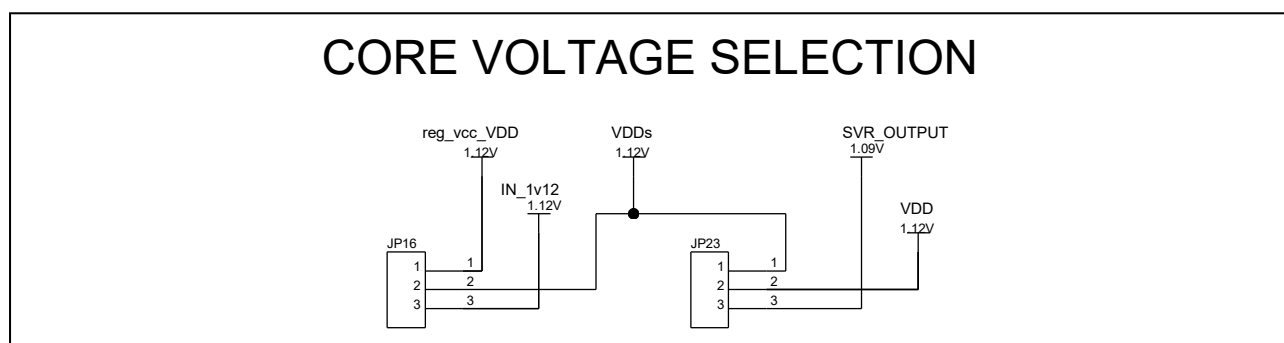 CORE VOLTAGE SELECTION
reg_vcc_VDD
1.12V
VDDs
1.12V
SVR_OUTPUT
1.09V
IN_1v12
1.12V
VDD
1.12V
JP16
1 1
2 2
3 3
JP23
1 1
2 2
3 3